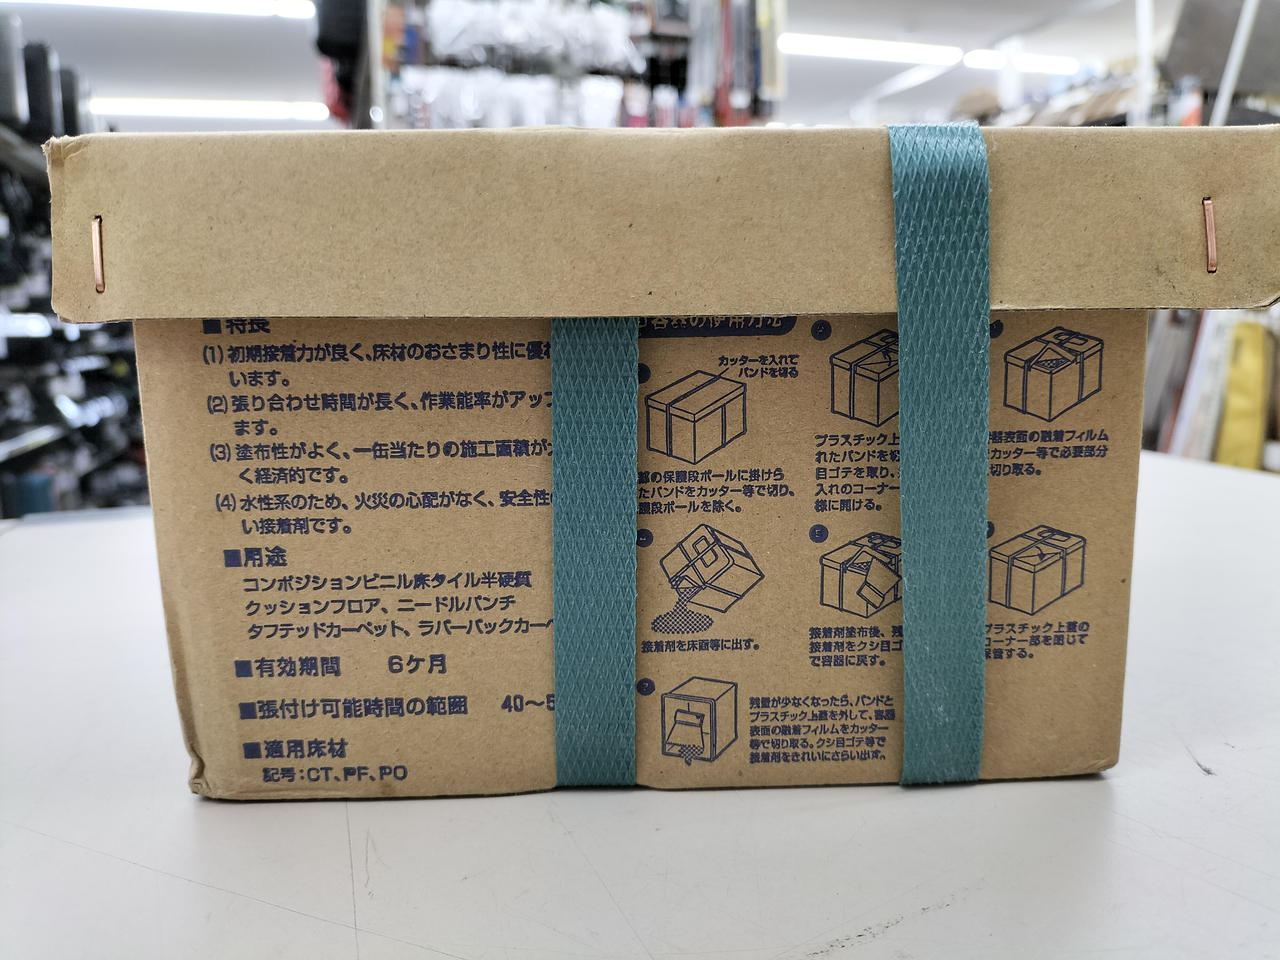 ■特長
(1) 初期接着力が良く、床材のおさまり性に優れ
います。
(2) 張り合わせ時間が長く、作業能率がアップ
ます。
(3) 塗布性がよく、一缶当たりの施工面積が
く経済的です。
(4) 水性系のため、火災の心配がなく、安全性
い接着剤です。
■用途
コンポジションビニル床タイル半硬質
クッションフロア、ニードルパンチ
タフテッドカーペット、ラバーバックカー
■有効期間 6ケ月
■張付け可能時間の範囲 40〜5
■適用床材
記号:CT、PF、PO
容器の使用方法
カッターを入れて
バンドを切る
部の保護段ボールに掛けら
たバンドをカッター等で切り、
護段ボールを除く。
2
プラスチック上
れたバンドを切
目ゴテを取り、
入れのコーナー
様に開ける。
器表面の融着フィルム
カッター等で必要部分
切り取る。
4
接着剤を床面等に出す。
5
接着剤塗布後、残
接着剤をクシ目ゴ
で容器に戻す。
プラスチック上蓋の
コーナー部を閉じて
保管する。
7
残量が少なくなったら、バンドと
プラスチック上蓋を外して、容器
表面の融着フィルムをカッター
等で切り取る。クシ目ゴテ等で
接着剤をきれいにさらい出す。